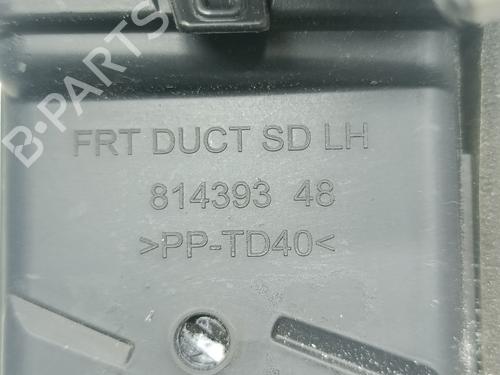 B-PARTS
FRT DUCT SD LH
814393 48
>PP-TD40<